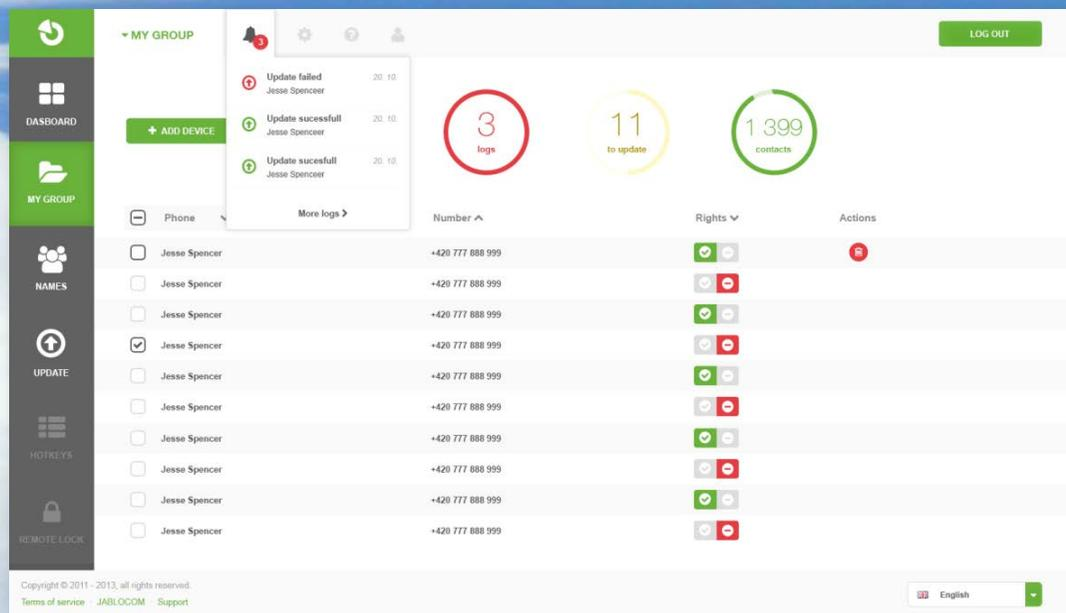 MY GROUP
3
LOG OUT
DASBOARD
MY GROUP
NAMES
UPDATE
HOTKEYS
REMOTE LOCK
Update failed 20. 10.
Jesse Spenceer
Update sucessfull 20. 10.
Jesse Spenceer
Update sucesfull 20. 10.
Jesse Spenceer
More logs
+ ADD DEVICE
3
logs
11
to update
1 399
contacts
Phone Number Rights Actions
Jesse Spencer +420 777 888 999
Jesse Spencer +420 777 888 999
Jesse Spencer +420 777 888 999
Jesse Spencer +420 777 888 999
Jesse Spencer +420 777 888 999
Jesse Spencer +420 777 888 999
Jesse Spencer +420 777 888 999
Jesse Spencer +420 777 888 999
Jesse Spencer +420 777 888 999
Jesse Spencer +420 777 888 999
Copyright © 2011 - 2013, all rights reserved.
Terms of service · JABLOCOM · Support
English